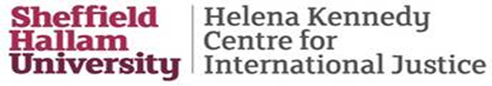 Sheffield
Hallam
University
Helena Kennedy
Centre for
International Justice